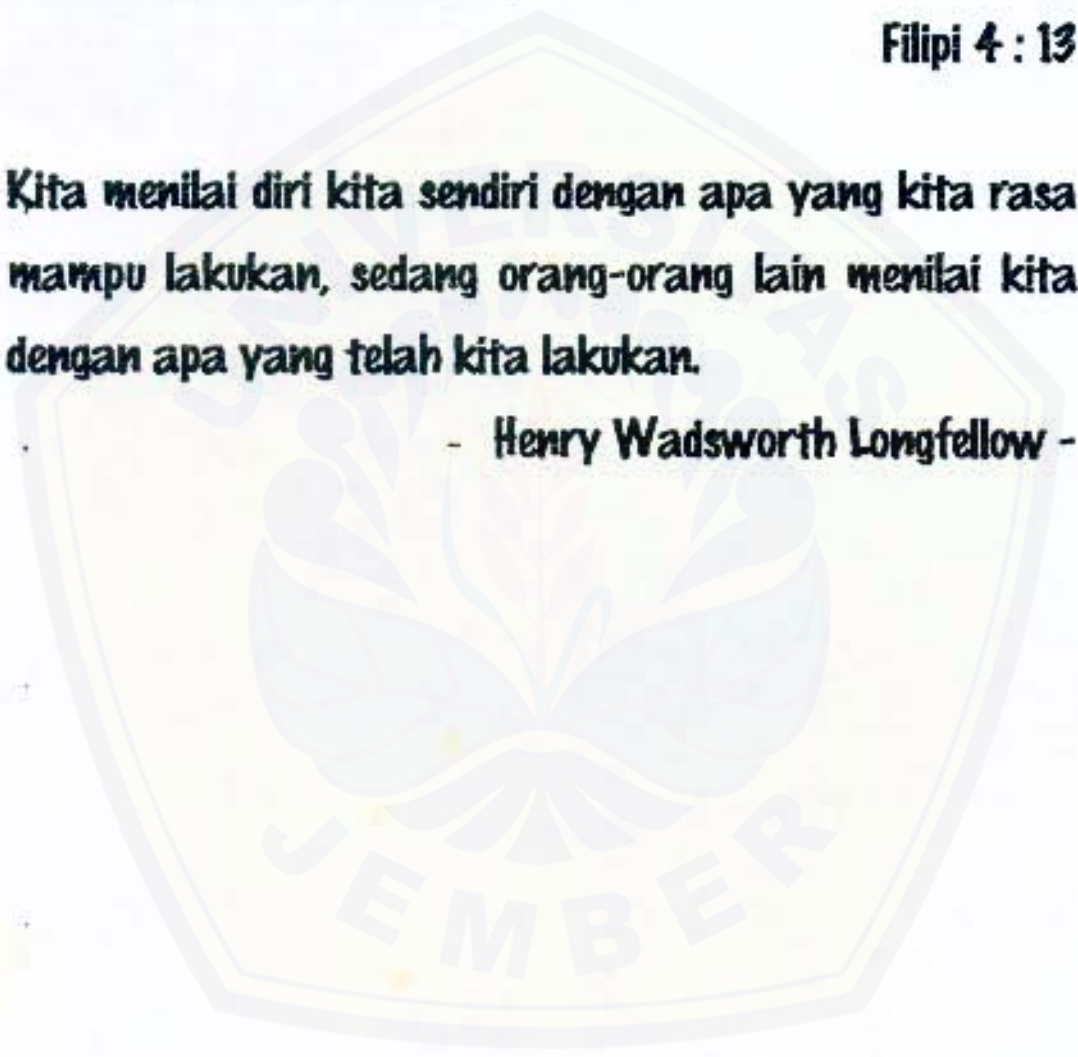 Filipi 4 : 13
Kita menilai diri kita sendiri dengan apa yang kita rasa
mampu lakukan, sedang orang-orang lain menilai kita
dengan apa yang telah kita lakukan.
- Henry Wadsworth Longfellow -
UNIVERSITAS
JEMBER